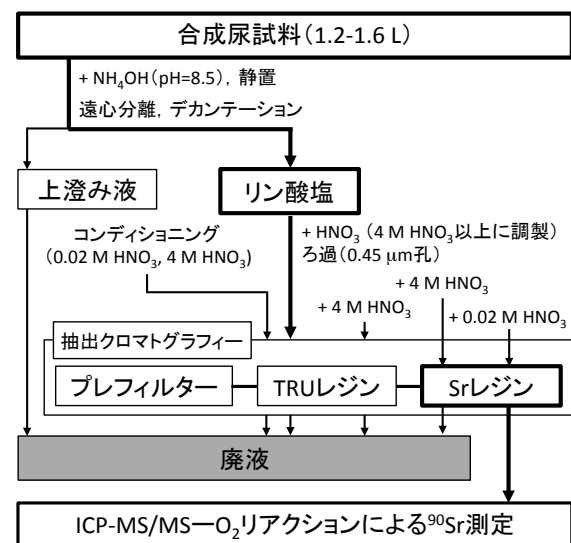 合成尿試料(1.2-1.6 L)
+ NH₄OH(pH=8.5), 静置
遠心分離, デカンテーション
上澄み液
リン酸塩
コンディショニング
(0.02 M HNO₃, 4 M HNO₃)
+ HNO₃ (4 M HNO₃以上に調製)
ろ過(0.45 μm孔)
+ 4 M HNO₃
+ 4 M HNO₃
+ 0.02 M HNO₃
抽出クロマトグラフィー
プレフィルター
TRUレジン
Srレジン
廃液
ICP-MS/MS―O₂リアクションによる⁹⁰Sr測定